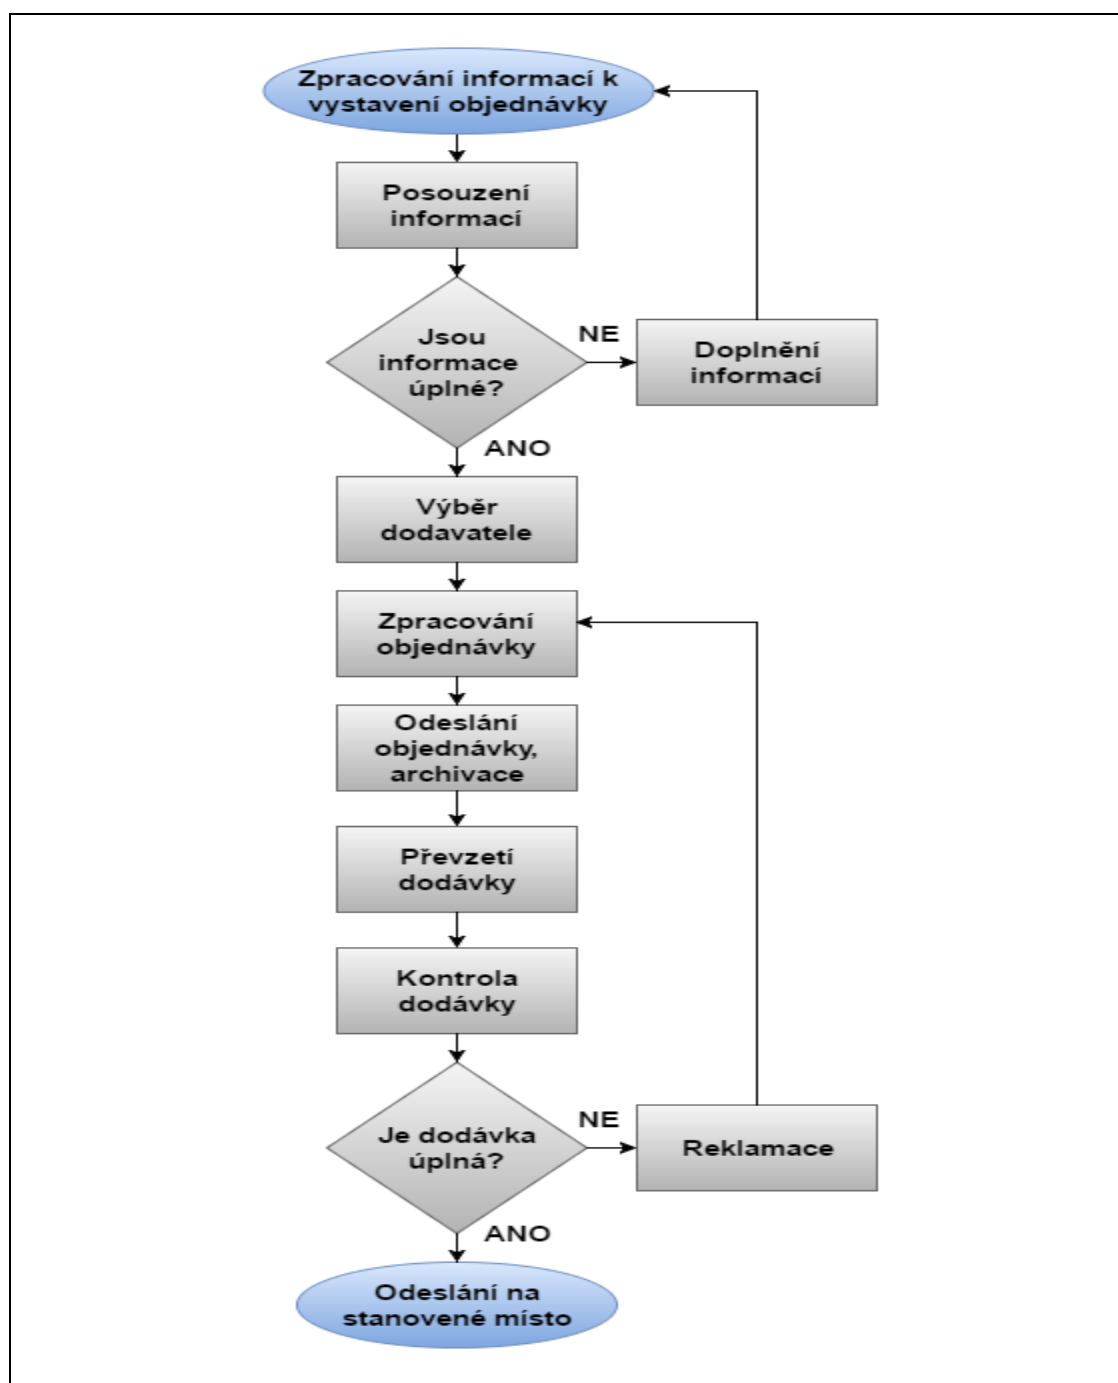 Zpracování informací k
vystavení objednávky
Posouzení
informací
Jsou
informace
úplné?
NE
Doplnění
informací
ANO
Výběr
dodavatele
Zpracování
objednávky
Odeslání
objednávky,
archivace
Převzetí
dodávky
Kontrola
dodávky
Je dodávka
úplná?
NE
Reklamace
ANO
Odeslání na
stanovené místo